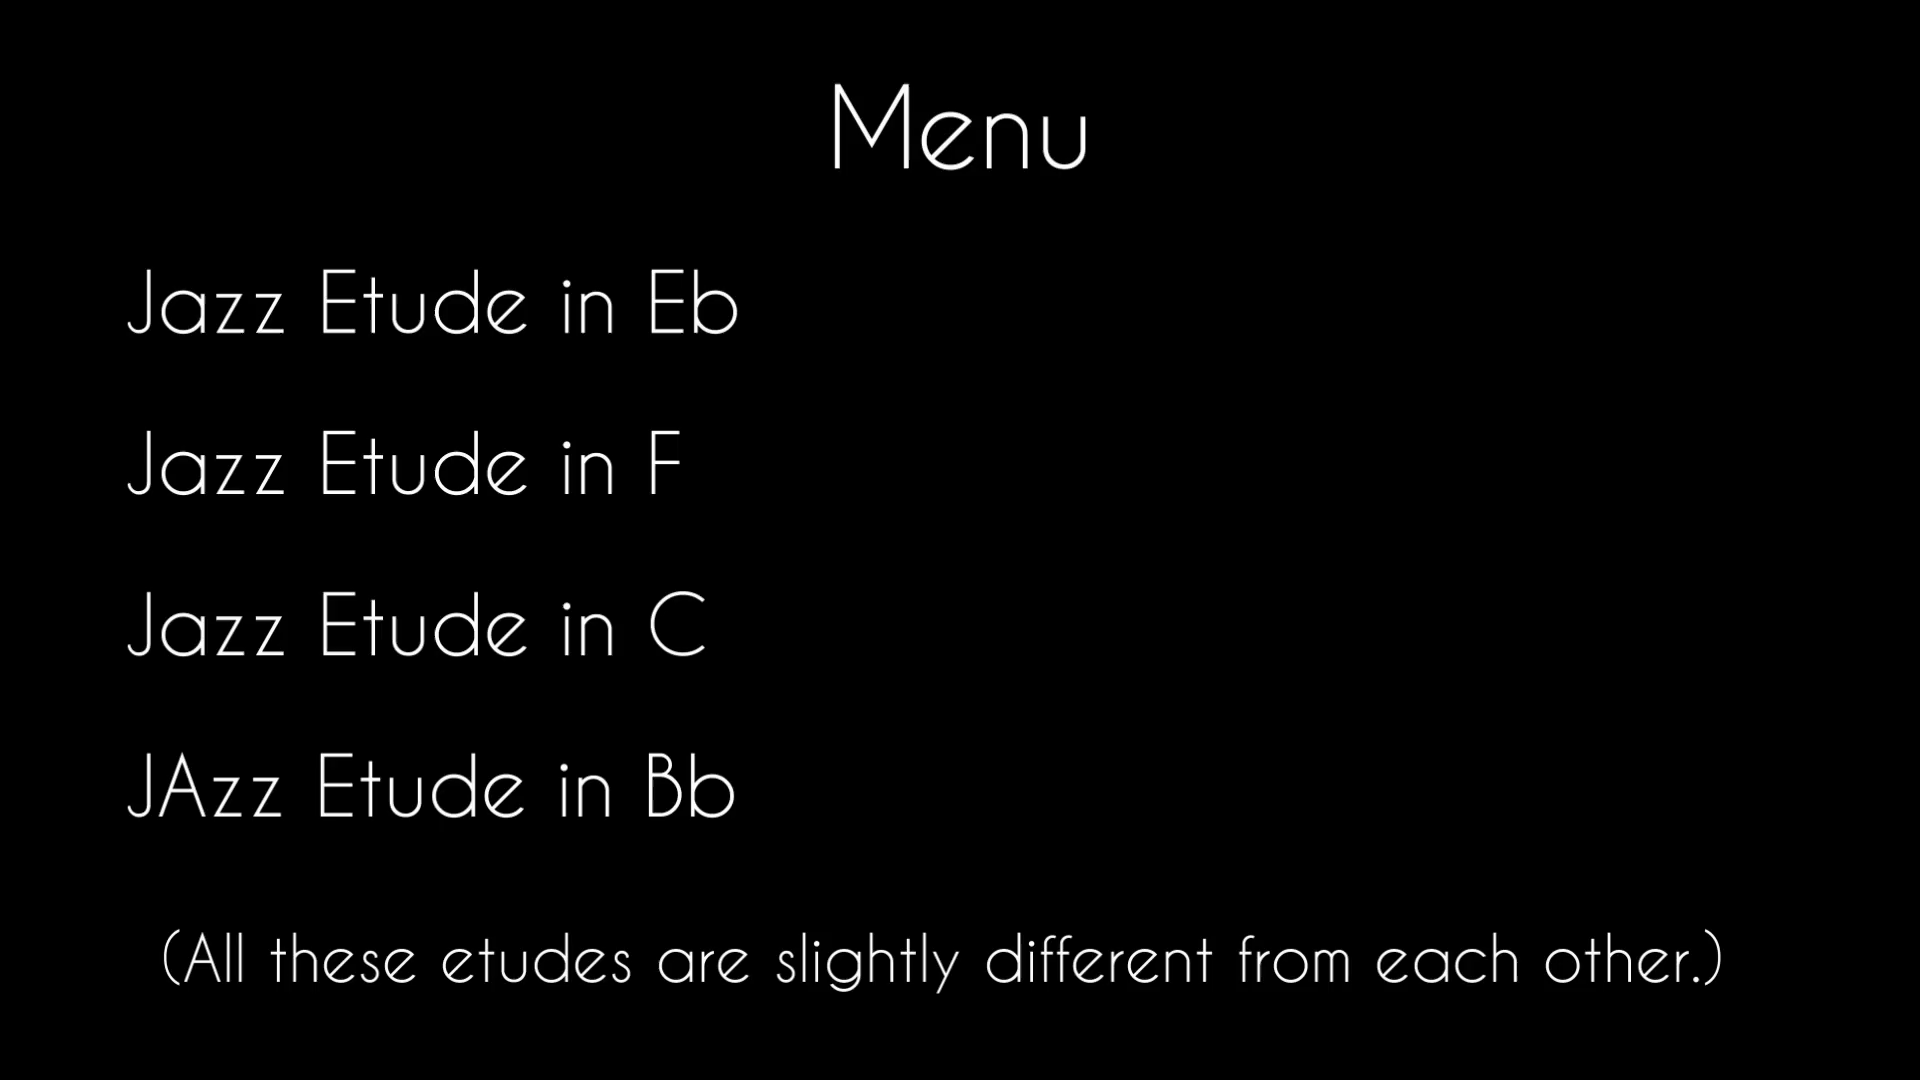 Menu
Jazz Etude in Eb
Jazz Etude in F
Jazz Etude in C
JAzz Etude in Bb
(All these etudes are slightly different from each other.)